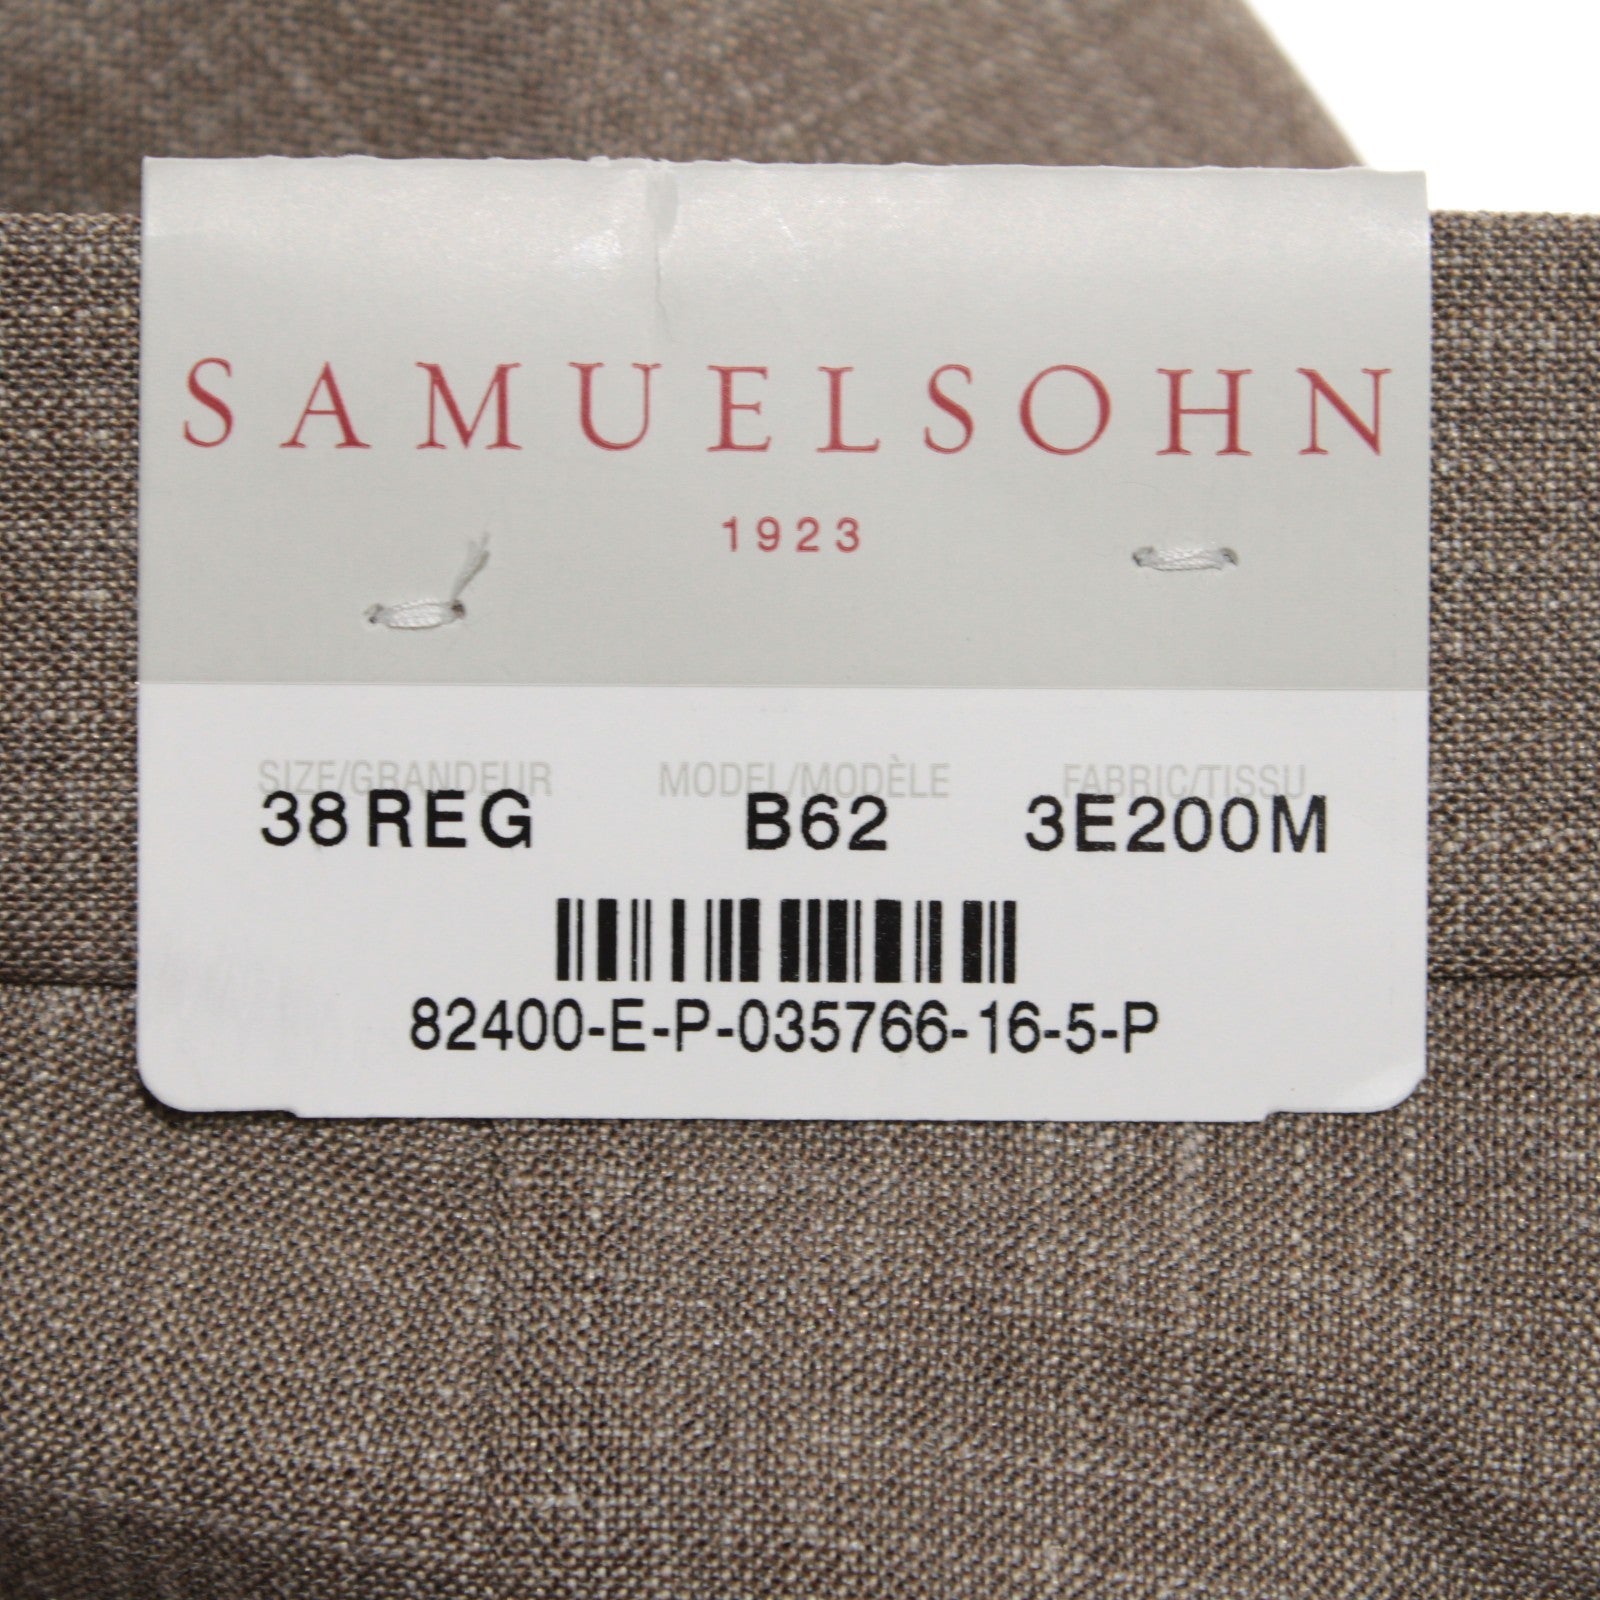 SAMUELSOHN
1923
SIZE/GRANDEUR MODEL/MODÈLE FABRIC/TISSU
38REG B62 3E200M
82400-E-P-035766-16-5-P